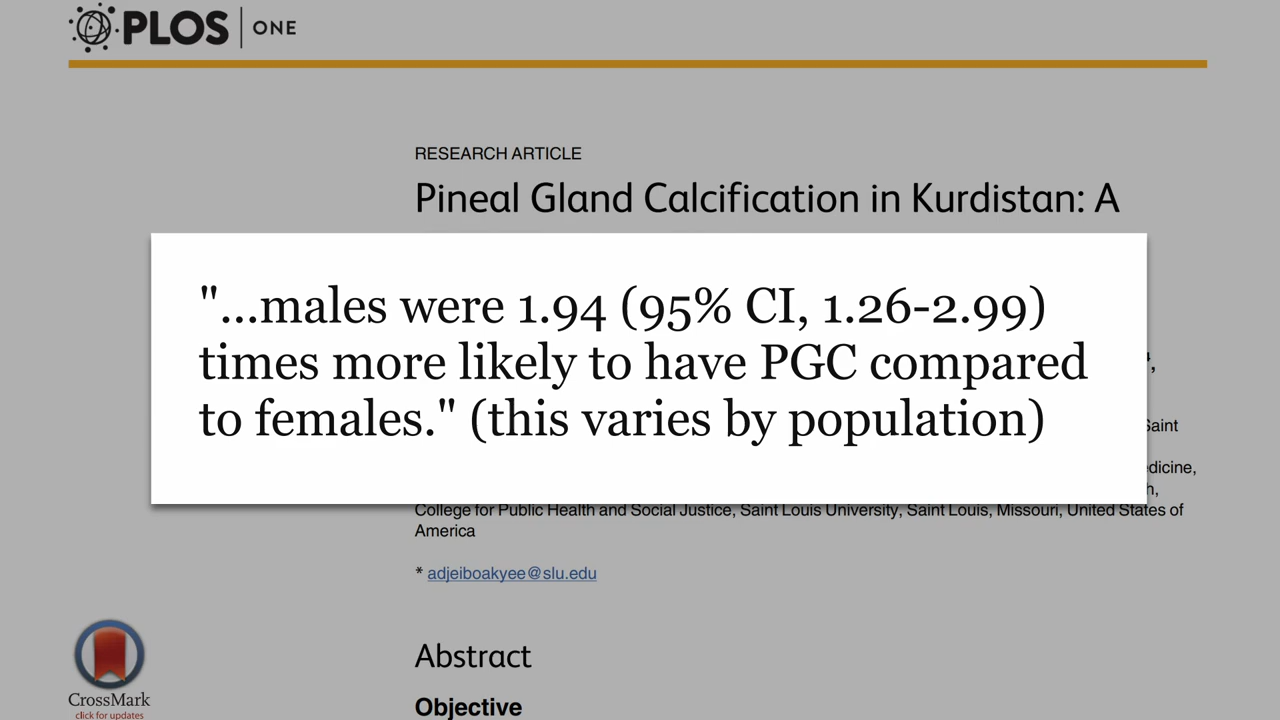 PLOS ONE
RESEARCH ARTICLE
Pineal Gland Calcification in Kurdistan: A
"...males were 1.94 (95% CI, 1.26-2.99)
times more likely to have PGC compared
to females." (this varies by population)
College for Public Health and Social Justice, Saint Louis University, Saint Louis, Missouri, United States of
America
* adjeiboakyee@slu.edu
Abstract
Objective
CrossMark
click for updates